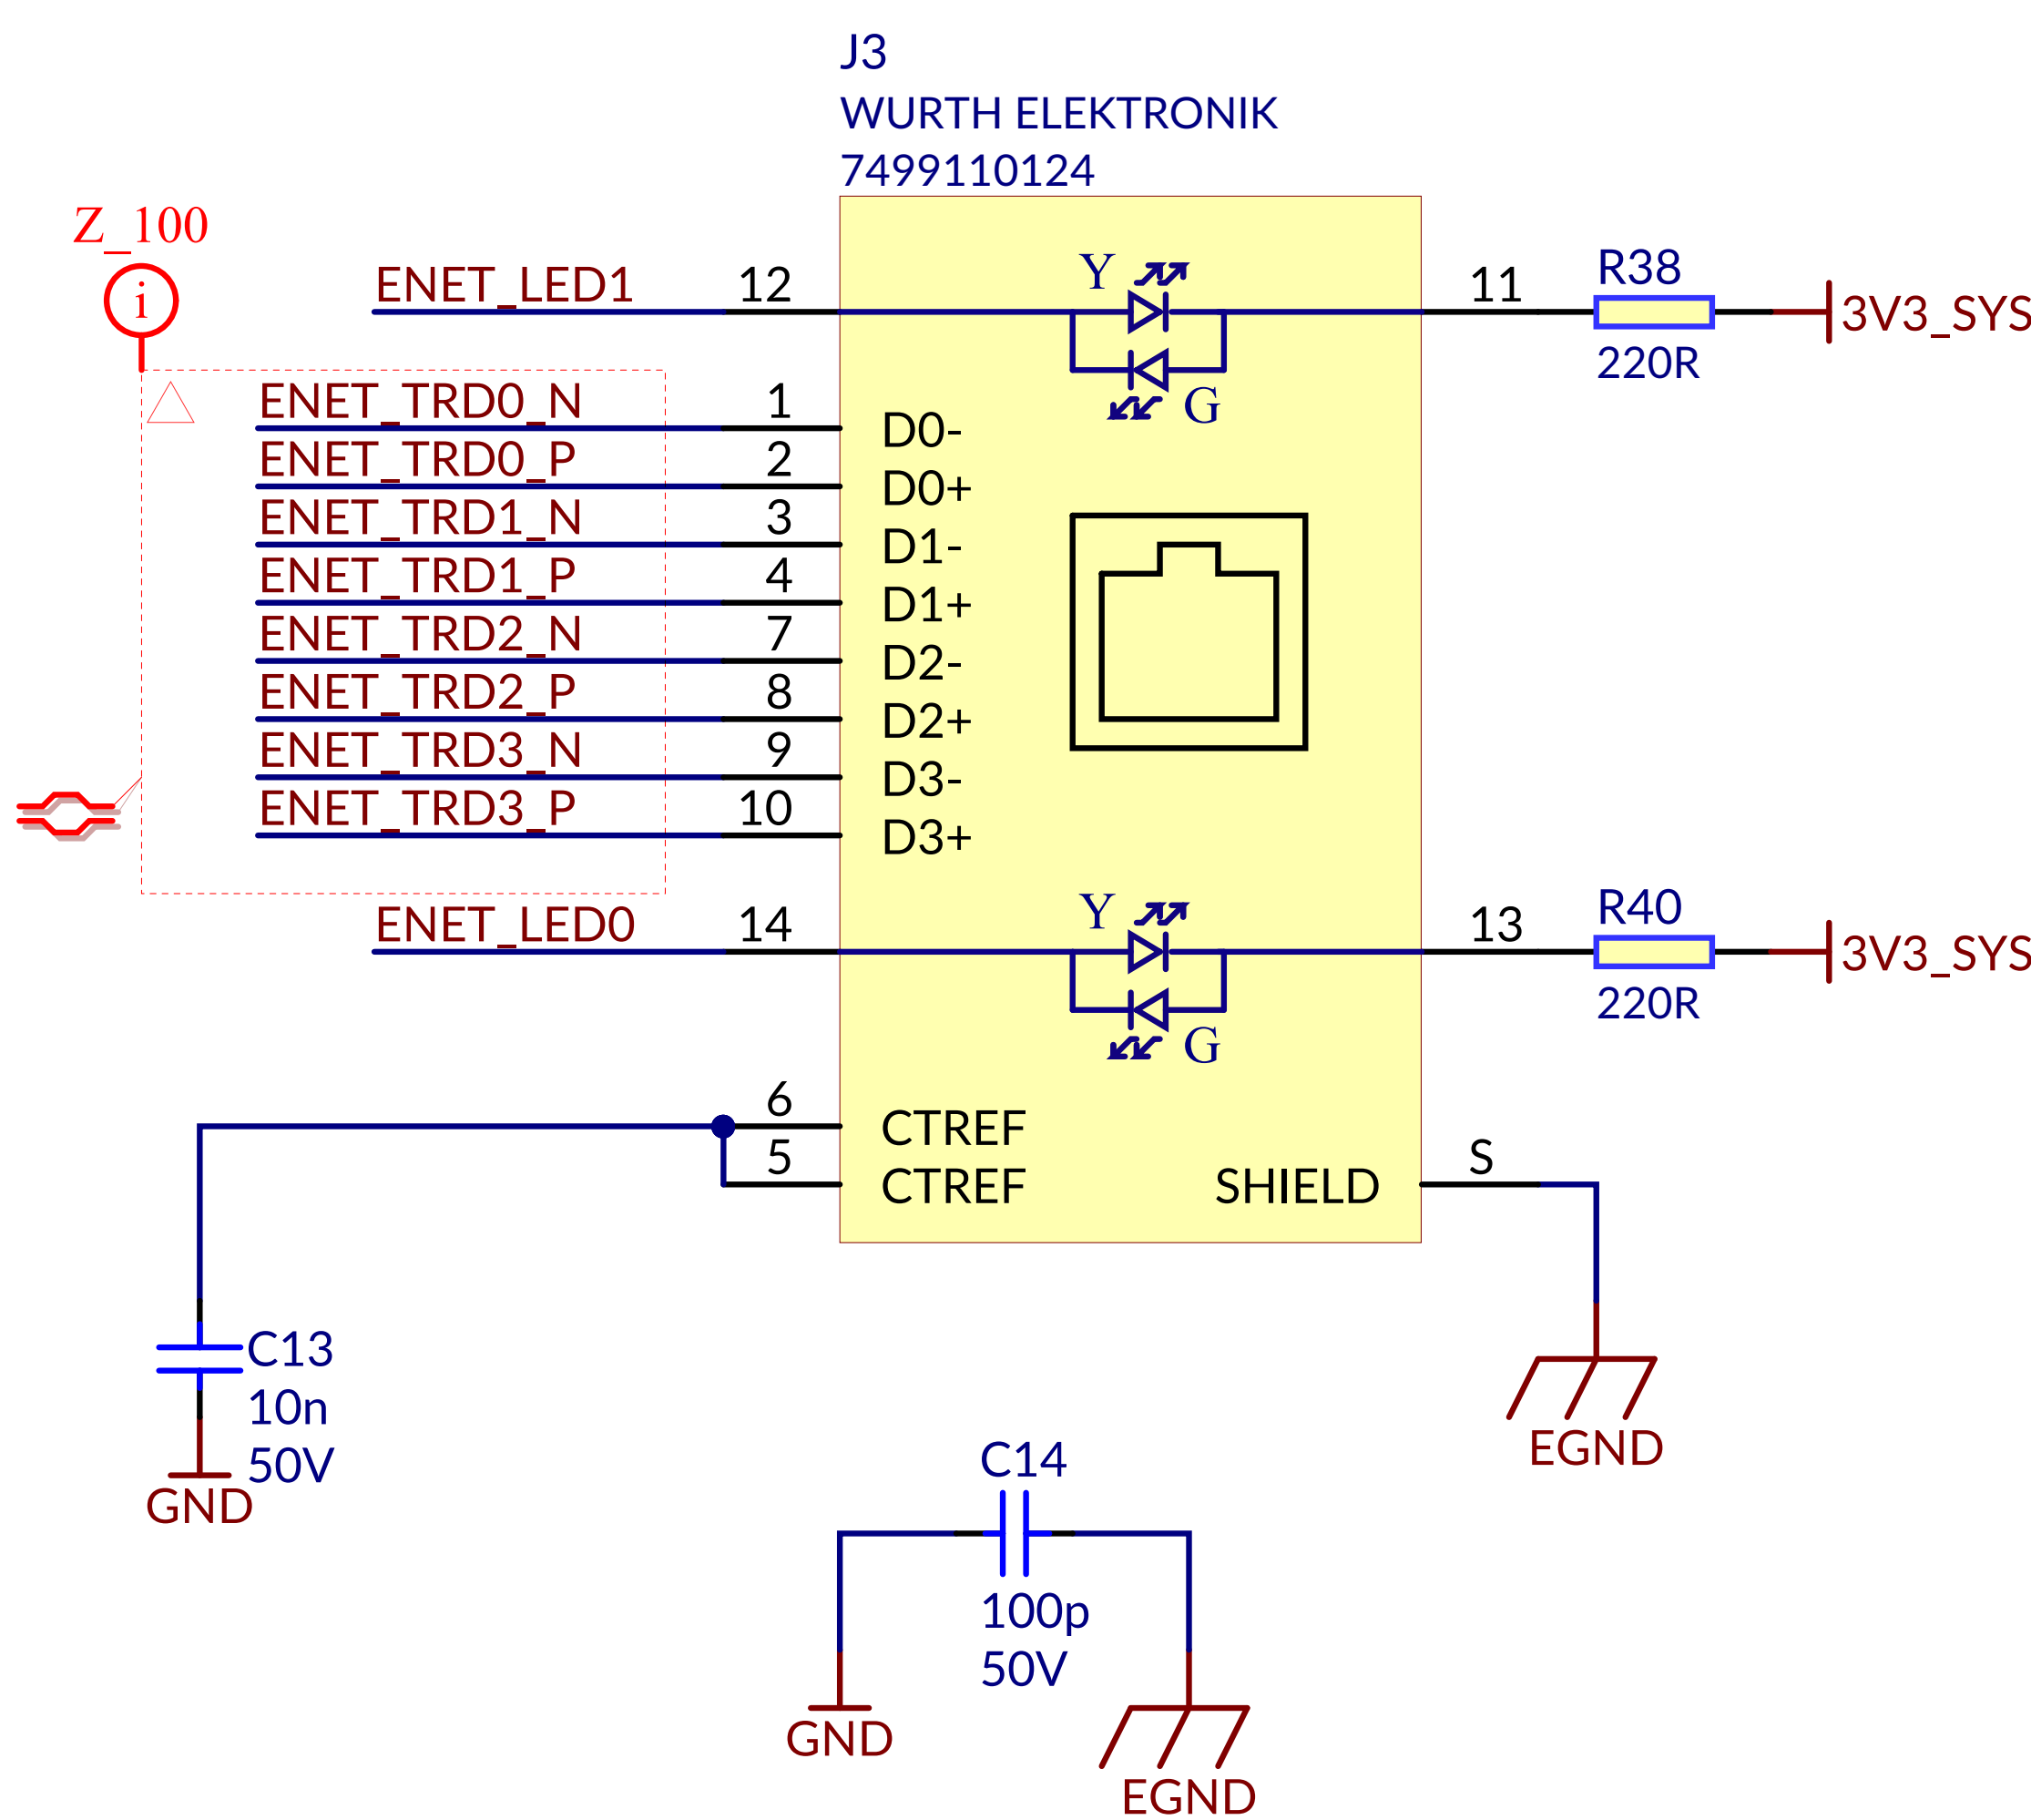 J3
WURTH ELEKTRONIK
7499110124
Z_100
i
ENET_LED1 12 Y 11 R38 3V3_SYS
220R
G
ENET_TRD0_N 1 D0-
ENET_TRD0_P 2 D0+
ENET_TRD1_N 3 D1-
ENET_TRD1_P 4 D1+
ENET_TRD2_N 7 D2-
ENET_TRD2_P 8 D2+
ENET_TRD3_N 9 D3-
ENET_TRD3_P 10 D3+
ENET_LED0 14 Y 13 R40 3V3_SYS
220R
G
6 CTREF
5 CTREF SHIELD S
C13
10n
50V
GND
EGND
C14
100p
50V
GND
EGND